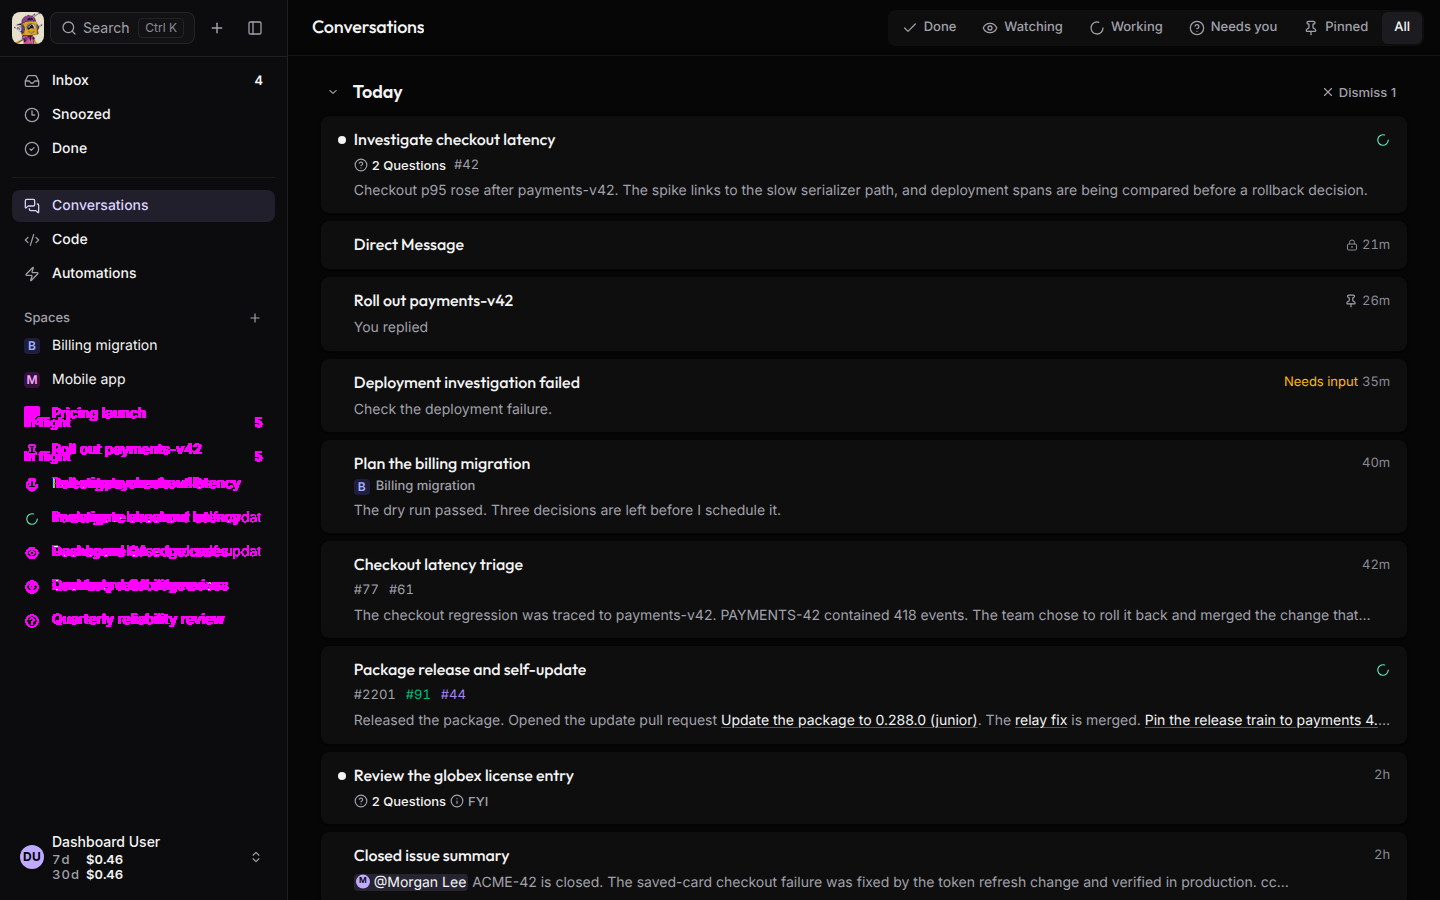 Search Ctrl K
Conversations
Done Watching Working Needs you Pinned All
Inbox 4
Snoozed
Done
Conversations
Code
Automations
Spaces
B Billing migration
M Mobile app
Pricing launch
In flight 5
Roll out payments-v42
In flight 5
Quarterly reliability review
DU Dashboard User
7d $0.46
30d $0.46
Today Dismiss 1
Investigate checkout latency
2 Questions #42
Checkout p95 rose after payments-v42. The spike links to the slow serializer path, and deployment spans are being compared before a rollback decision.
Direct Message 21m
Roll out payments-v42 26m
You replied
Deployment investigation failed Needs input 35m
Check the deployment failure.
Plan the billing migration 40m
B Billing migration
The dry run passed. Three decisions are left before I schedule it.
Checkout latency triage 42m
#77 #61
The checkout regression was traced to payments-v42. PAYMENTS-42 contained 418 events. The team chose to roll it back and merged the change that...
Package release and self-update
#2201 #91 #44
Released the package. Opened the update pull request Update the package to 0.288.0 (junior). The relay fix is merged. Pin the release train to payments 4....
Review the globex license entry 2h
2 Questions FYI
Closed issue summary 2h
M @Morgan Lee ACME-42 is closed. The saved-card checkout failure was fixed by the token refresh change and verified in production. cc...